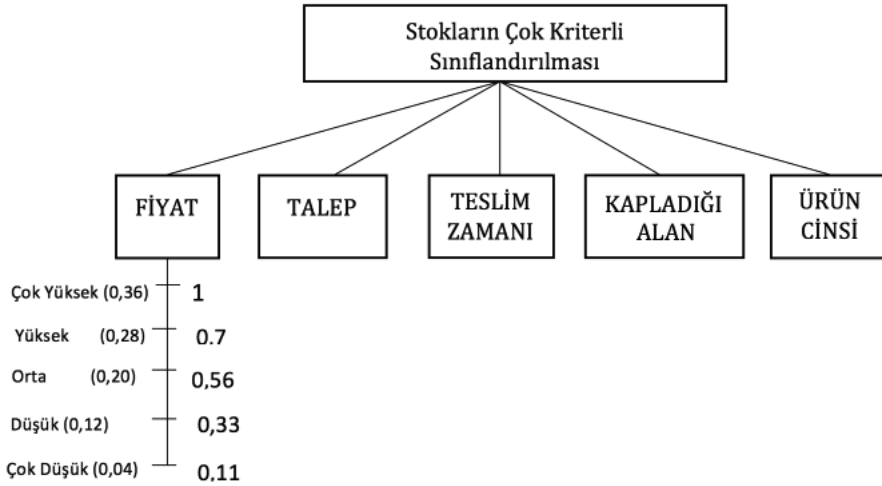 Stokların Çok Kriterli
Sınıflandırılması
FİYAT
TALEP
TESLİM
ZAMANI
KAPLADIĞI
ALAN
ÜRÜN
CİNSİ
Çok Yüksek (0,36) 1
Yüksek (0,28) 0.7
Orta (0,20) 0,56
Düşük (0,12) 0,33
Çok Düşük (0,04) 0,11